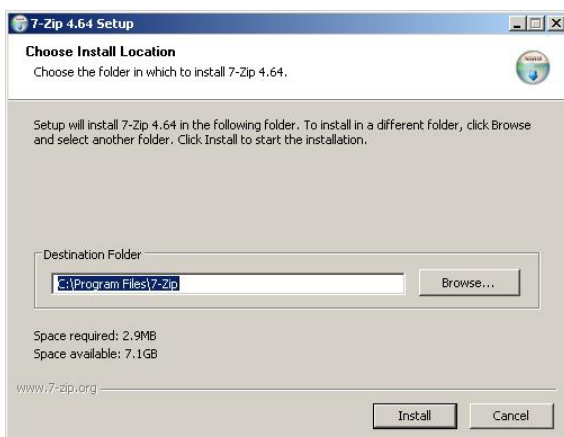 7-Zip 4.64 Setup
Choose Install Location
Choose the folder in which to install 7-Zip 4.64.
Setup will install 7-Zip 4.64 in the following folder. To install in a different folder, click Browse
and select another folder. Click Install to start the installation.
Destination Folder
C:\Program Files\7-Zip
Browse...
Space required: 2.9MB
Space available: 7.1GB
www.7-zip.org
Install
Cancel